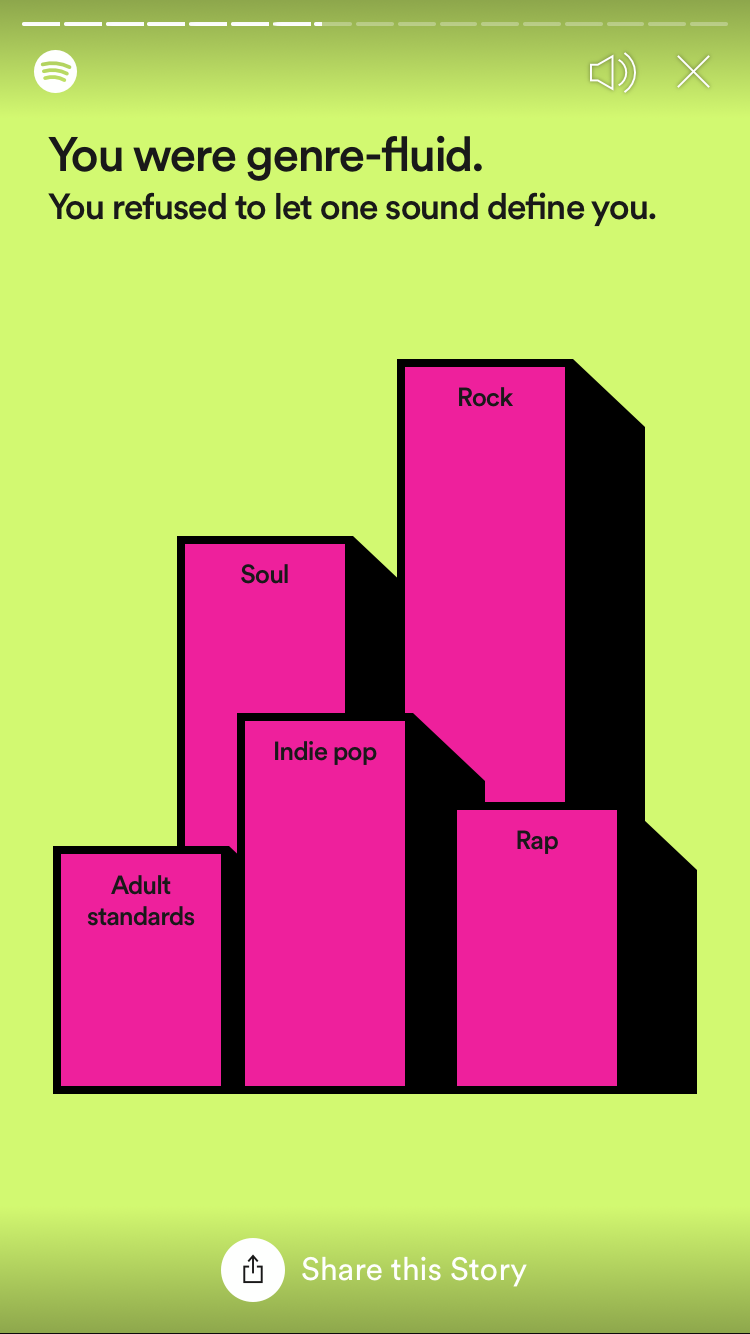 You were genre-fluid.
You refused to let one sound define you.
Rock
Soul
Indie pop
Rap
Adult
standards
Share this Story